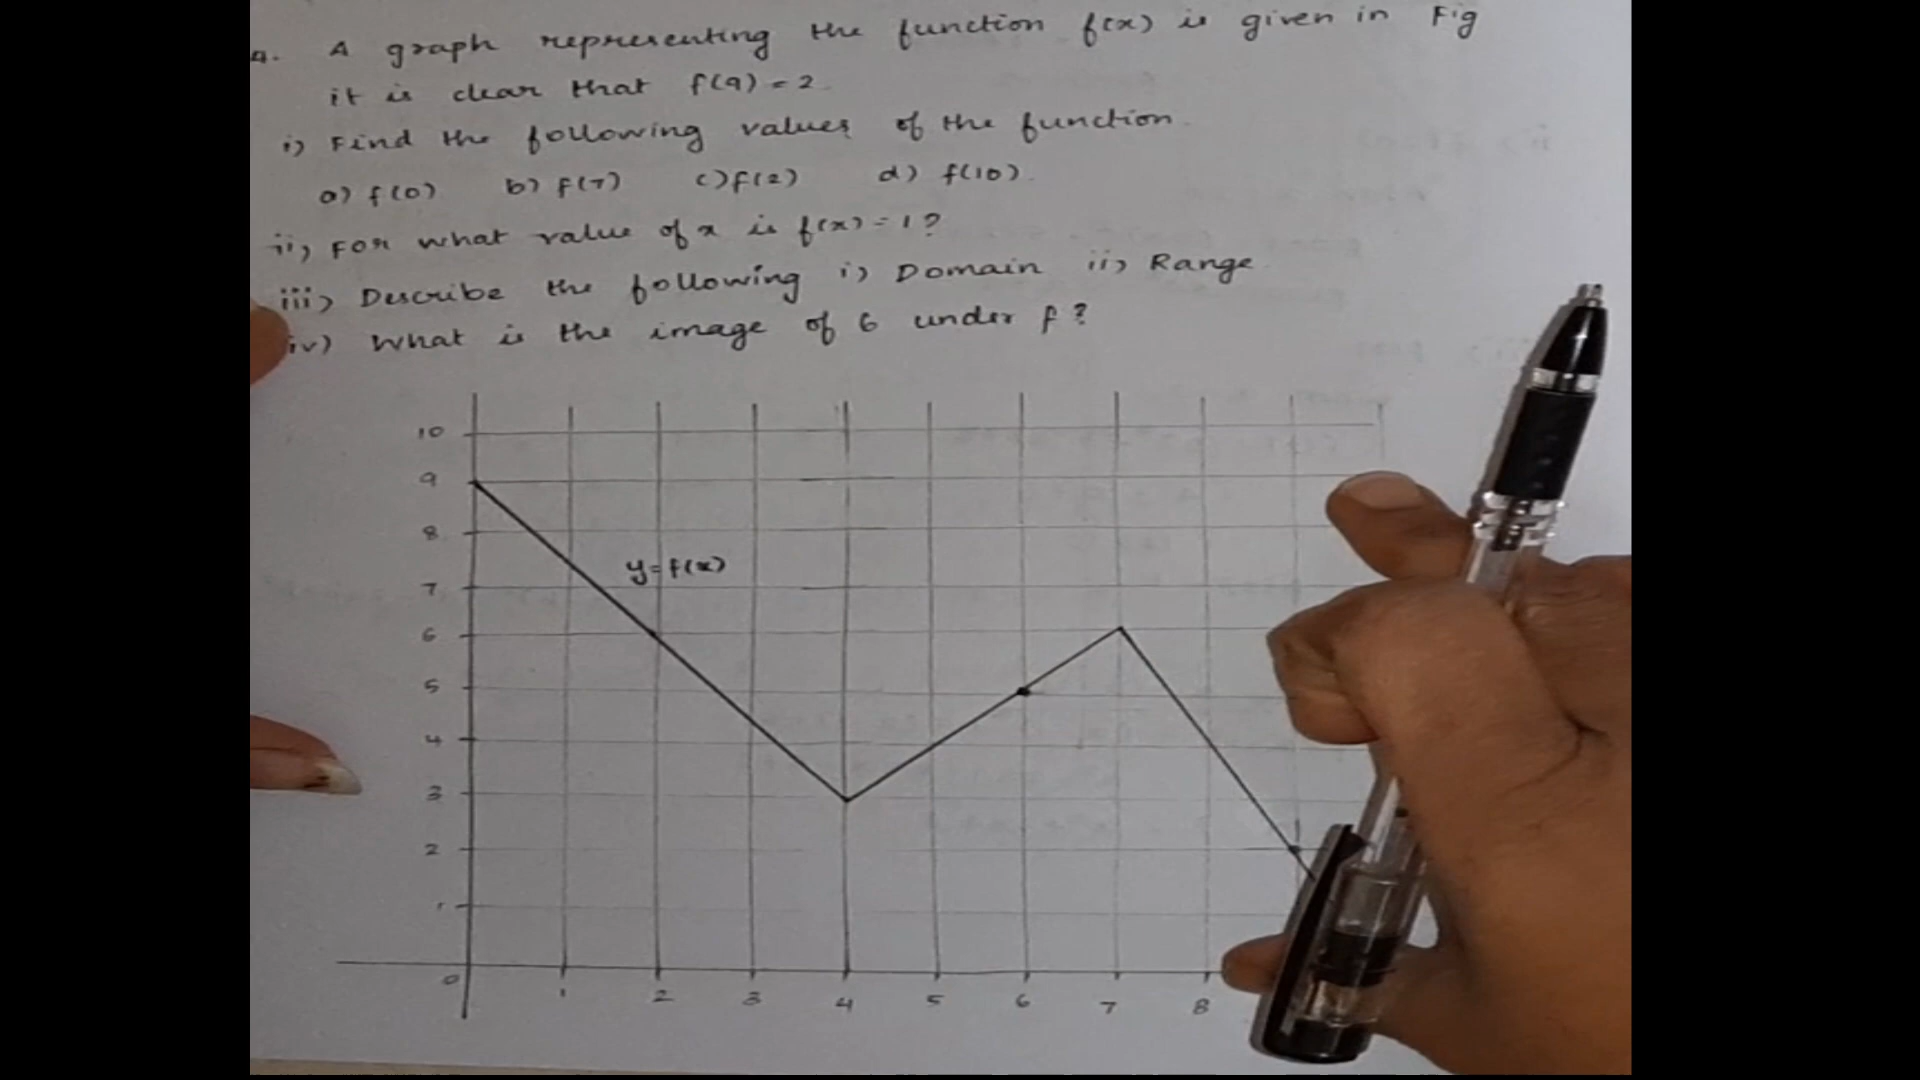 4. A graph representing the function f(x) is given in Fig
it is clear that f(9) = 2
i) Find the following values of the function.
a) f(0) b) f(7) c) f(2) d) f(10).
ii) For what value of x is f(x) = 1?
iii) Describe the following i) Domain ii) Range
iv) What is the image of 6 under f?
10
9
8
y=f(x)
7
6
5
4
3
2
1
0 1 2 3 4 5 6 7 8